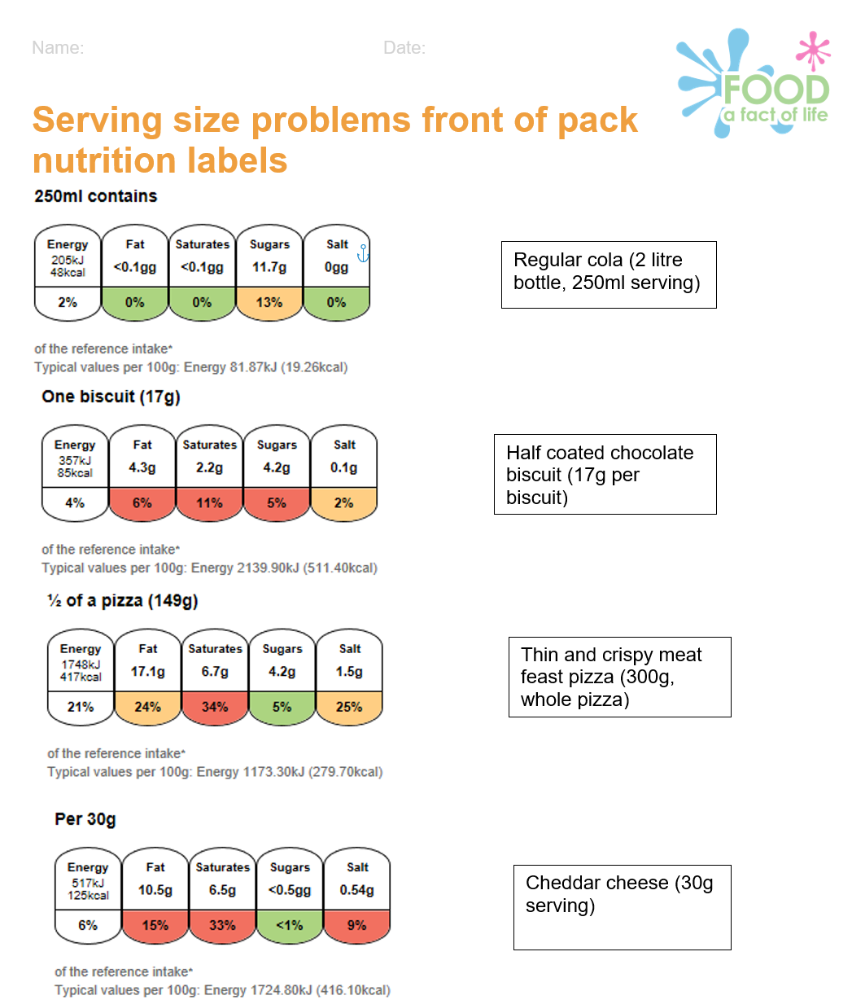 Name:
Date:
FOOD
a fact of life
Serving size problems front of pack
nutrition labels
250ml contains
Energy Fat Saturates Sugars Salt
205kJ
48kcal
<0.1gg <0.1gg 11.7g 0gg
2% 0% 0% 13% 0%
of the reference intake*
Typical values per 100g: Energy 81.87kJ (19.26kcal)
Regular cola (2 litre
bottle, 250ml serving)
One biscuit (17g)
Energy Fat Saturates Sugars Salt
357kJ
85kcal
4.3g 2.2g 4.2g 0.1g
4% 6% 11% 5% 2%
of the reference intake*
Typical values per 100g: Energy 2139.90kJ (511.40kcal)
Half coated chocolate
biscuit (17g per
biscuit)
½ of a pizza (149g)
Energy Fat Saturates Sugars Salt
1748kJ
417kcal
17.1g 6.7g 4.2g 1.5g
21% 24% 34% 5% 25%
of the reference intake*
Typical values per 100g: Energy 1173.30kJ (279.70kcal)
Thin and crispy meat
feast pizza (300g,
whole pizza)
Per 30g
Energy Fat Saturates Sugars Salt
517kJ
125kcal
10.5g 6.5g <0.5gg 0.54g
6% 15% 33% <1% 9%
of the reference intake*
Typical values per 100g: Energy 1724.80kJ (416.10kcal)
Cheddar cheese (30g
serving)